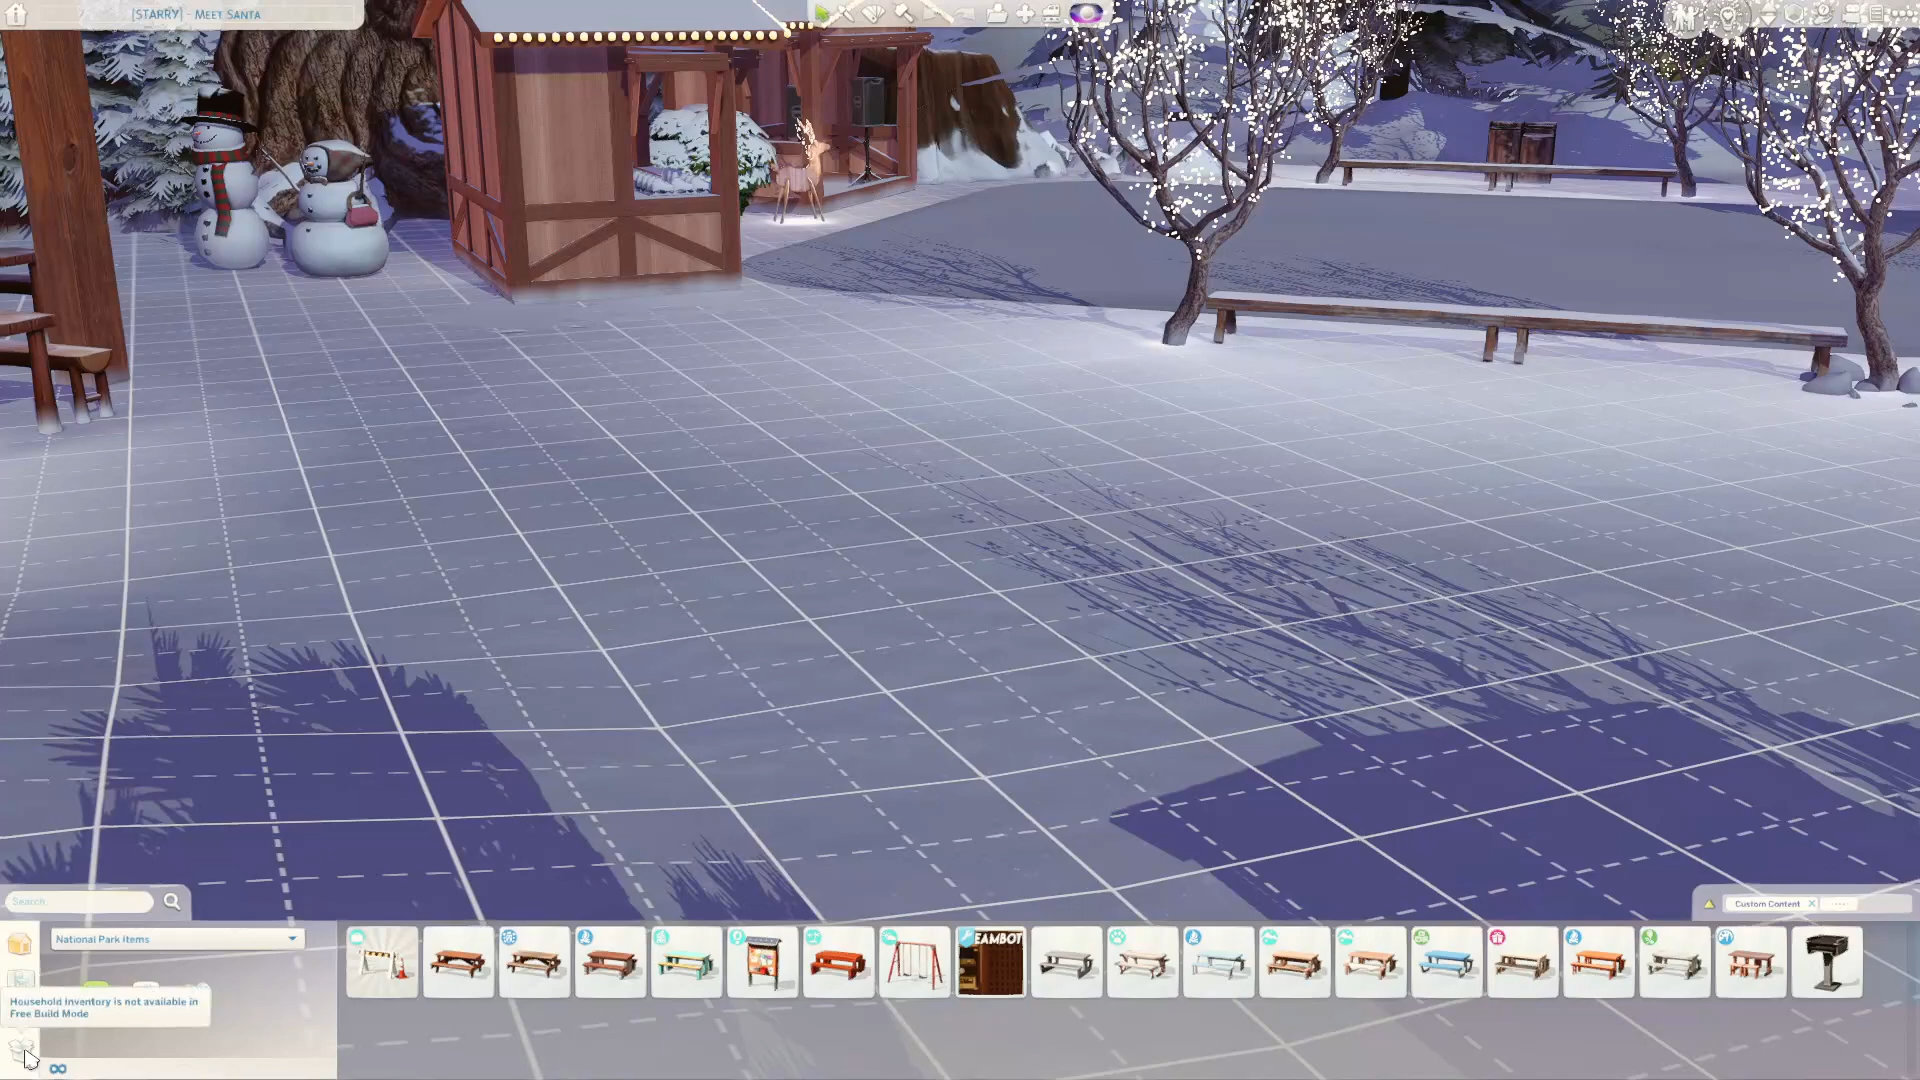 [STARRY] - MEET SANTA
Search
Custom Content
National Park Items
EAMBOT
Household Inventory is not available in
Free Build Mode